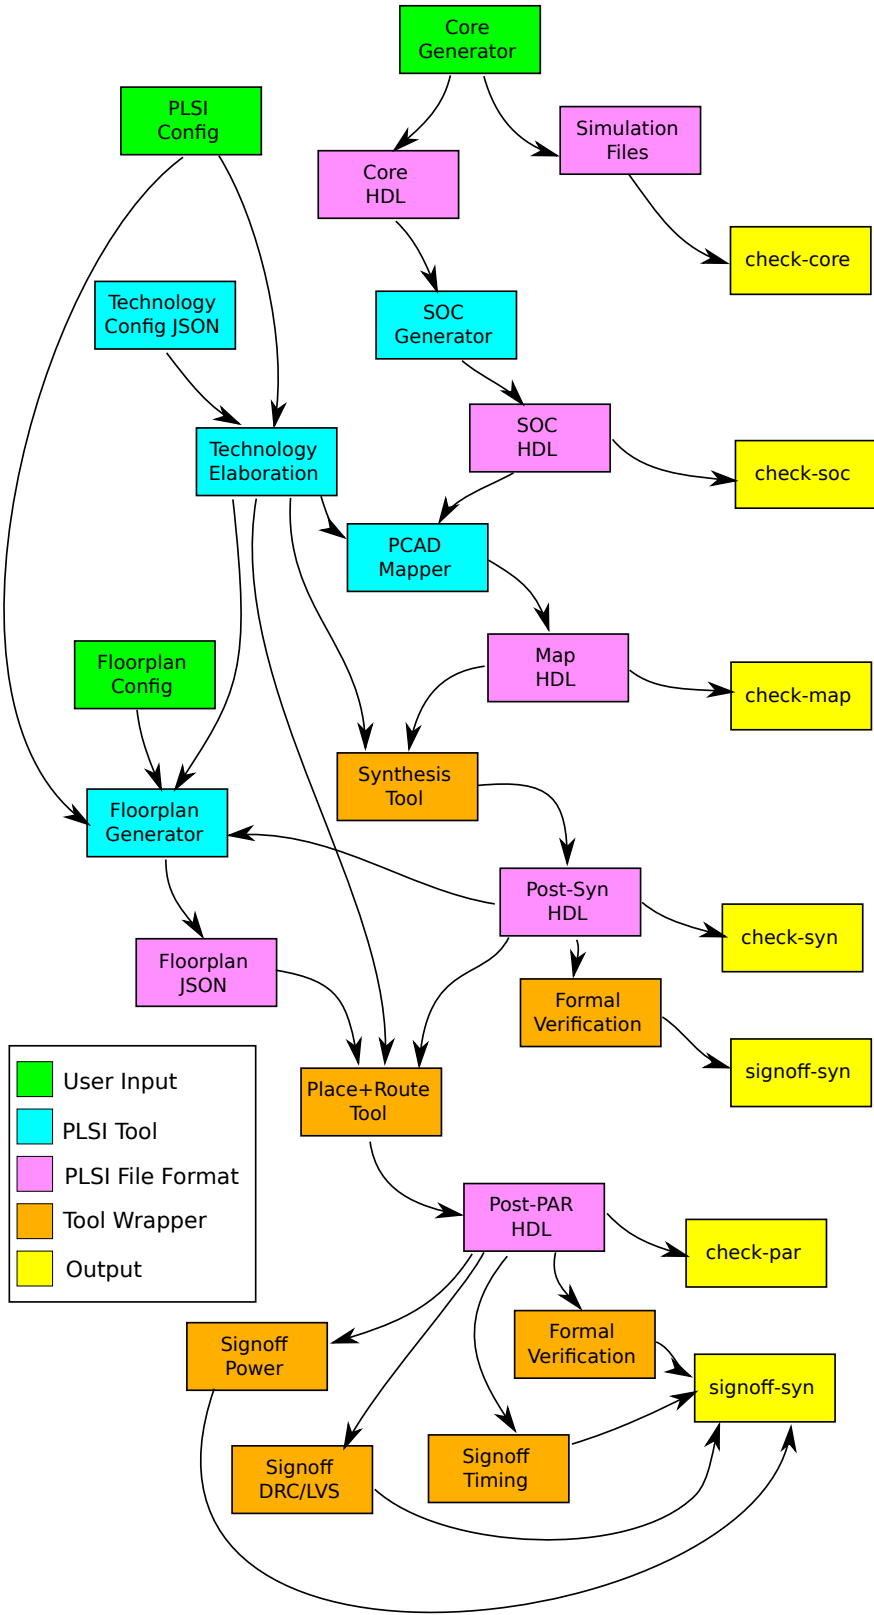 Core
Generator
PLSI
Config
Simulation
Files
Core
HDL
check-core
Technology
Config JSON
SOC
Generator
SOC
HDL
Technology
Elaboration
check-soc
PCAD
Mapper
Floorplan
Config
Map
HDL
check-map
Synthesis
Tool
Floorplan
Generator
Post-Syn
HDL
check-syn
Floorplan
JSON
Formal
Verification
signoff-syn
Place+Route
Tool
User Input
PLSI Tool
PLSI File Format
Tool Wrapper
Output
Post-PAR
HDL
check-par
Signoff
Power
Formal
Verification
signoff-syn
Signoff
DRC/LVS
Signoff
Timing